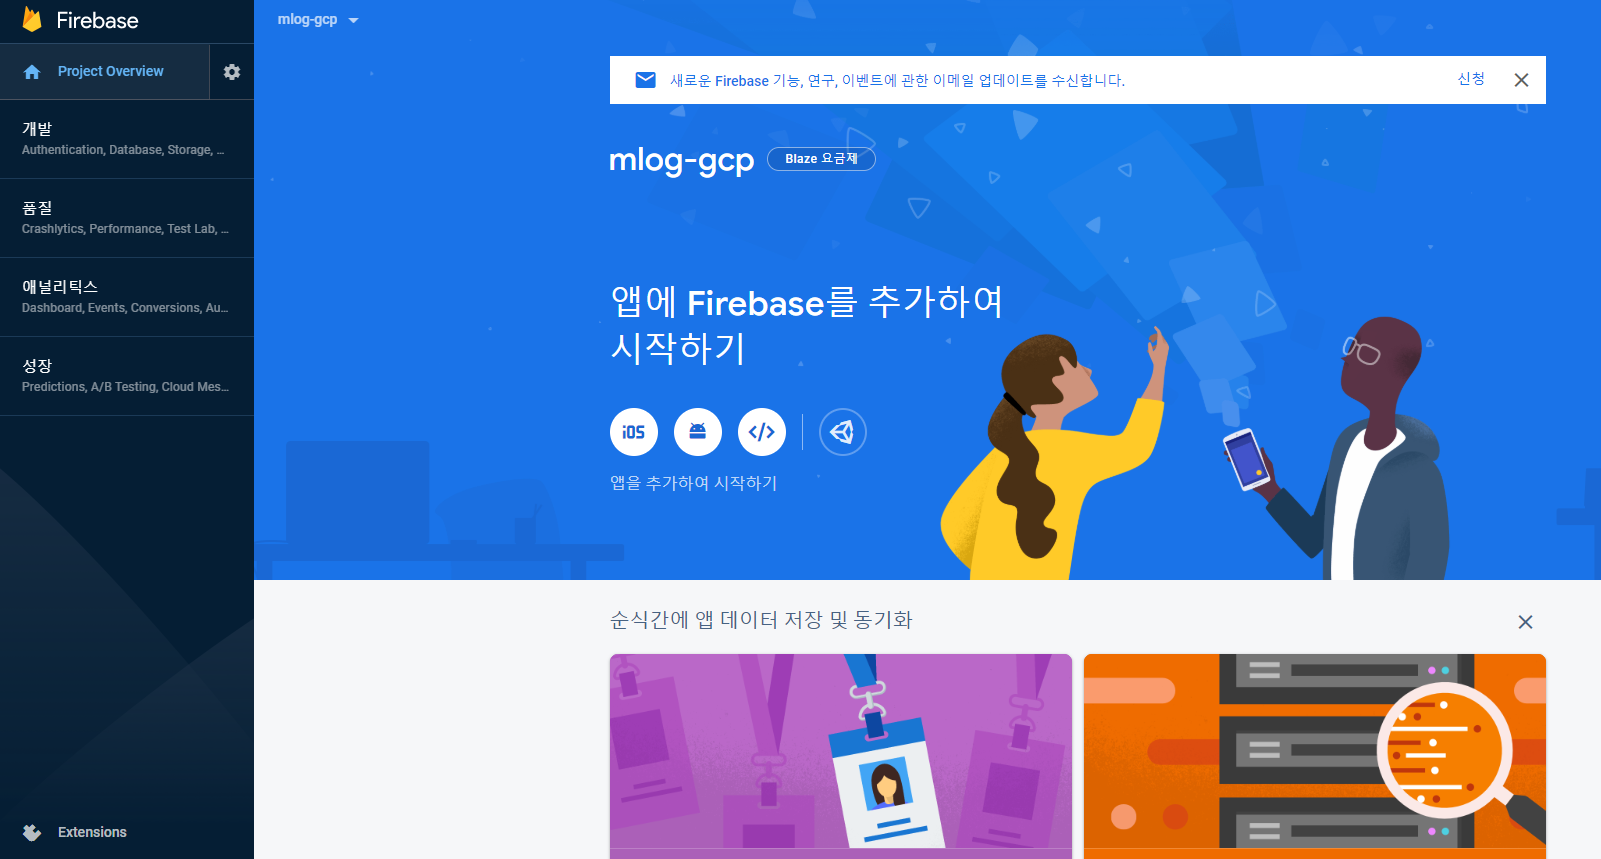 Firebase
mlog-gcp
Project Overview
개발
Authentication, Database, Storage, ...
품질
Crashlytics, Performance, Test Lab, ...
애널리틱스
Dashboard, Events, Conversions, Au...
성장
Predictions, A/B Testing, Cloud Mes...
Extensions
새로운 Firebase 기능, 연구, 이벤트에 관한 이메일 업데이트를 수신합니다.
신청
mlog-gcp
Blaze 요금제
앱에 Firebase를 추가하여
시작하기
iOS
앱을 추가하여 시작하기
순식간에 앱 데이터 저장 및 동기화